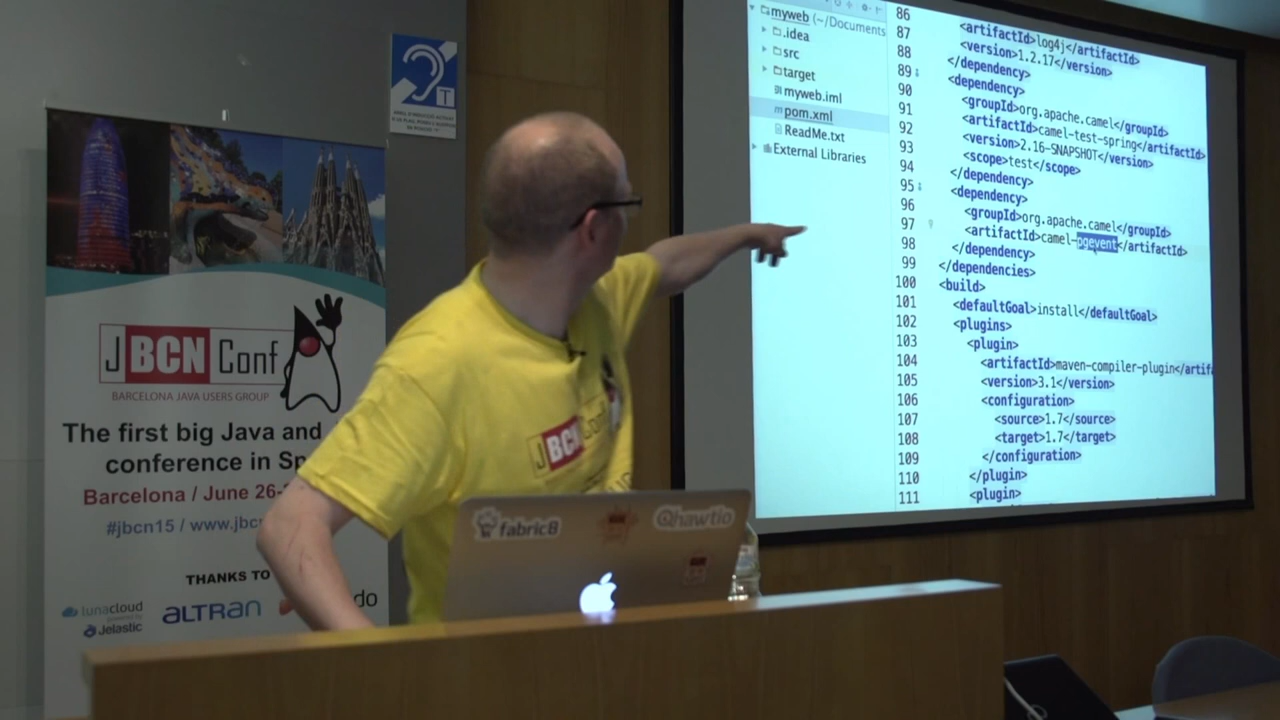 JBCNConf
BARCELONA JAVA USERS GROUP
The first big Java and
conference in Sp
Barcelona / June 26-
#jbcn15 / www.jbc
THANKS TO
lunacloud
powered by
Jelastic
ALTRAN
do
T
JBCNConf
fabric8
hawtio
myweb (~/Documents
.idea
src
target
myweb.iml
pom.xml
ReadMe.txt
External Libraries
86
87 <artifactId>log4j</artifactId>
88 <version>1.2.17</version>
89 </dependency>
90 <dependency>
91 <groupId>org.apache.camel</groupId>
92 <artifactId>camel-test-spring</artifactId>
93 <version>2.16-SNAPSHOT</version>
94 <scope>test</scope>
95 </dependency>
96 <dependency>
97 <groupId>org.apache.camel</groupId>
98 <artifactId>camel-pgevent</artifactId>
99 </dependency>
100 </dependencies>
101 <build>
102 <defaultGoal>install</defaultGoal>
103 <plugins>
104 <plugin>
105 <artifactId>maven-compiler-plugin</artif
106 <version>3.1</version>
107 <configuration>
108 <source>1.7</source>
109 <target>1.7</target>
110 </configuration>
111 </plugin>
<plugin>